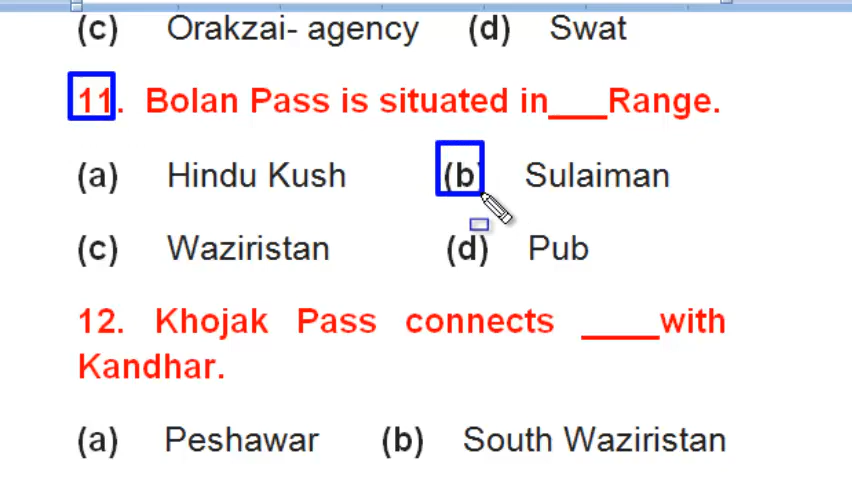 (c) Orakzai- agency (d) Swat
11. Bolan Pass is situated in___Range.
(a) Hindu Kush (b) Sulaiman
(c) Waziristan (d) Pub
12. Khojak Pass connects ____with
Kandhar.
(a) Peshawar (b) South Waziristan